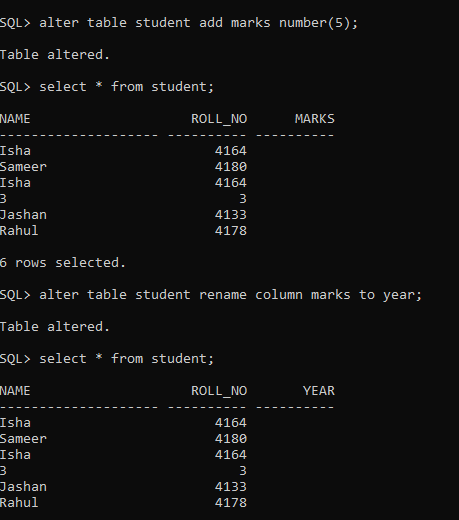 SQL> alter table student add marks number(5);
Table altered.
SQL> select * from student;
NAME                    ROLL_NO      MARKS
-------------------- ---------- ----------
Isha                       4164
Sameer                     4180
Isha                       4164
3                             3
Jashan                     4133
Rahul                      4178
6 rows selected.
SQL> alter table student rename column marks to year;
Table altered.
SQL> select * from student;
NAME                    ROLL_NO       YEAR
-------------------- ---------- ----------
Isha                       4164
Sameer                     4180
Isha                       4164
3                             3
Jashan                     4133
Rahul                      4178